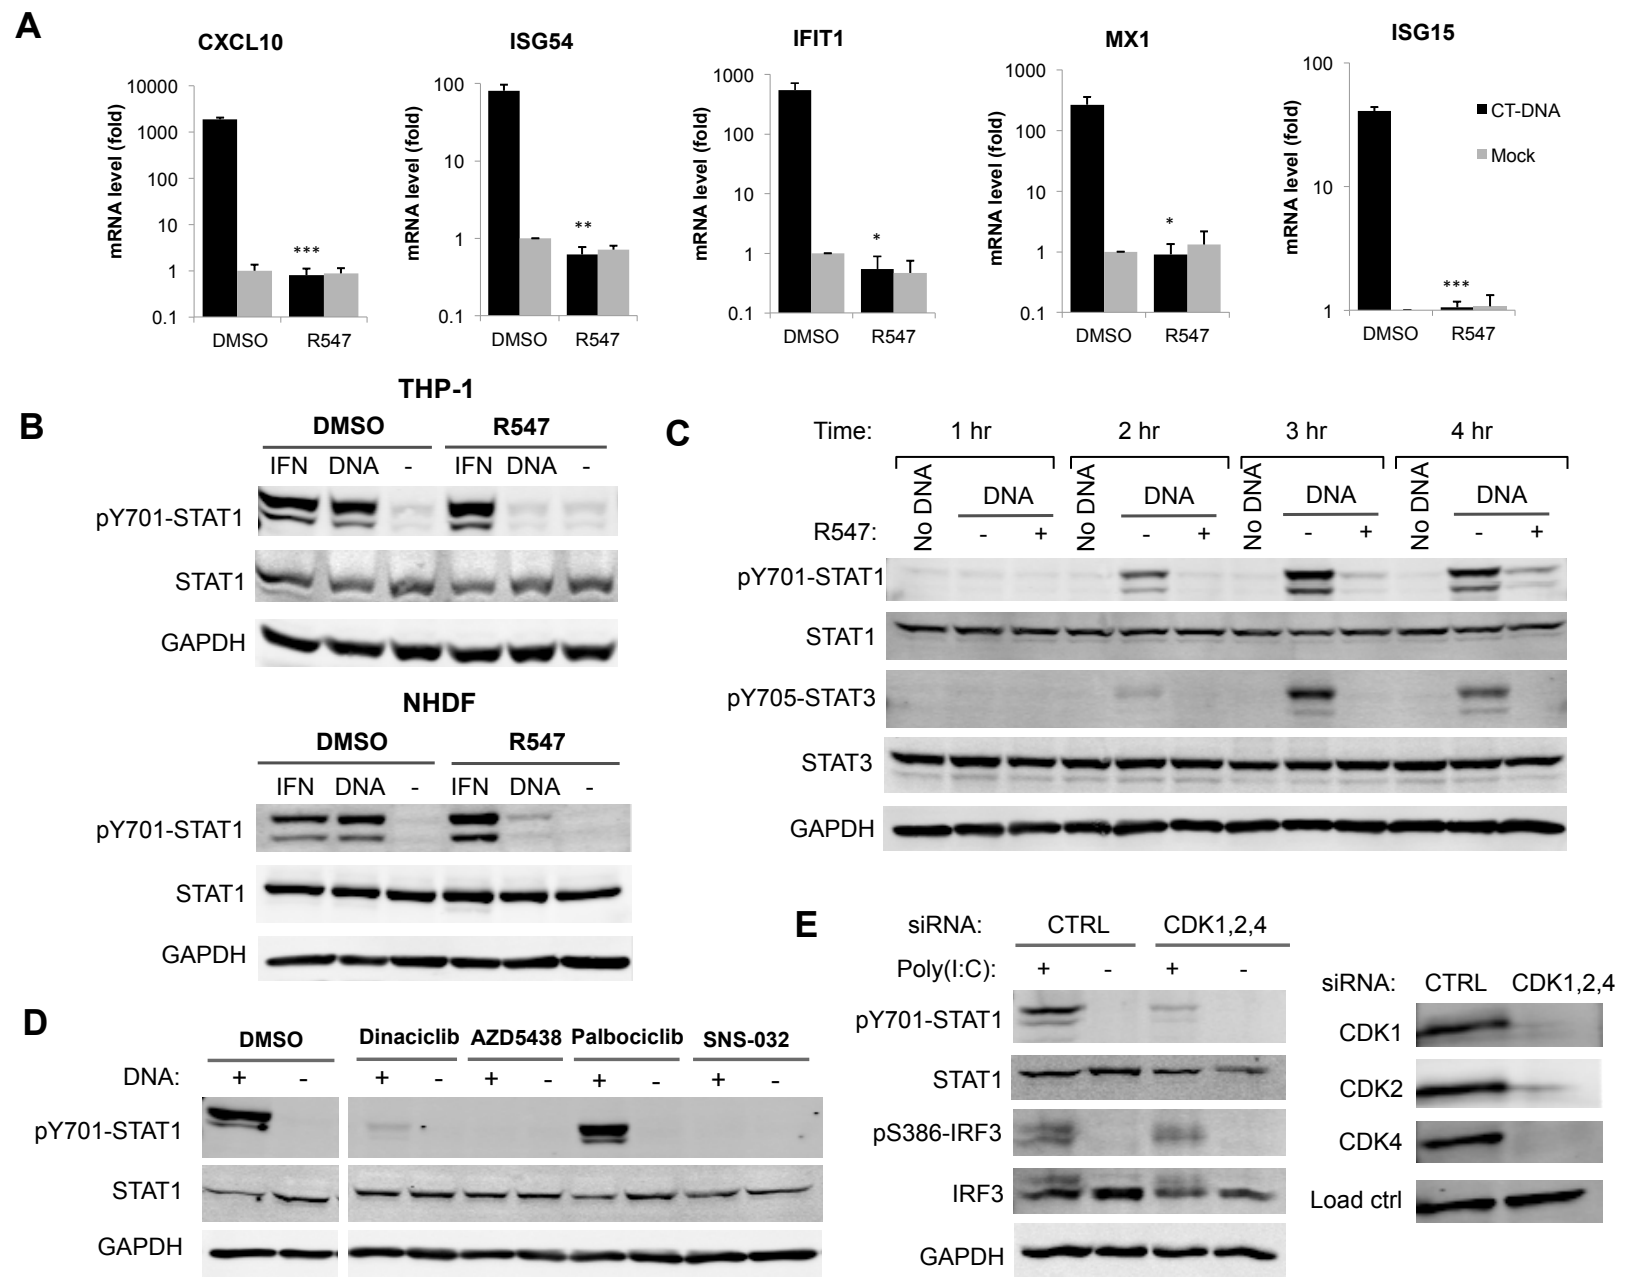 A
CXCL10
ISG54
IFIT1
MX1
ISG15
mRNA level (fold)
10000
1000
100
10
1
0.1
***
DMSO R547
mRNA level (fold)
100
10
1
0.1
**
DMSO R547
mRNA level (fold)
1000
100
10
1
0.1
*
DMSO R547
mRNA level (fold)
1000
100
10
1
0.1
*
DMSO R547
mRNA level (fold)
100
10
1
***
DMSO R547
CT-DNA
Mock
B
THP-1
DMSO R547
IFN DNA - IFN DNA -
pY701-STAT1
STAT1
GAPDH
NHDF
DMSO R547
IFN DNA - IFN DNA -
pY701-STAT1
STAT1
GAPDH
C
Time: 1 hr 2 hr 3 hr 4 hr
No DNA DNA No DNA DNA No DNA DNA No DNA DNA
R547: - + - + - + - +
pY701-STAT1
STAT1
pY705-STAT3
STAT3
GAPDH
D
DMSO Dinaciclib AZD5438 Palbociclib SNS-032
DNA: + - + - + - + - + -
pY701-STAT1
STAT1
GAPDH
E
siRNA: CTRL CDK1,2,4
Poly(I:C): + - + -
pY701-STAT1
STAT1
pS386-IRF3
IRF3
GAPDH
siRNA: CTRL CDK1,2,4
CDK1
CDK2
CDK4
Load ctrl